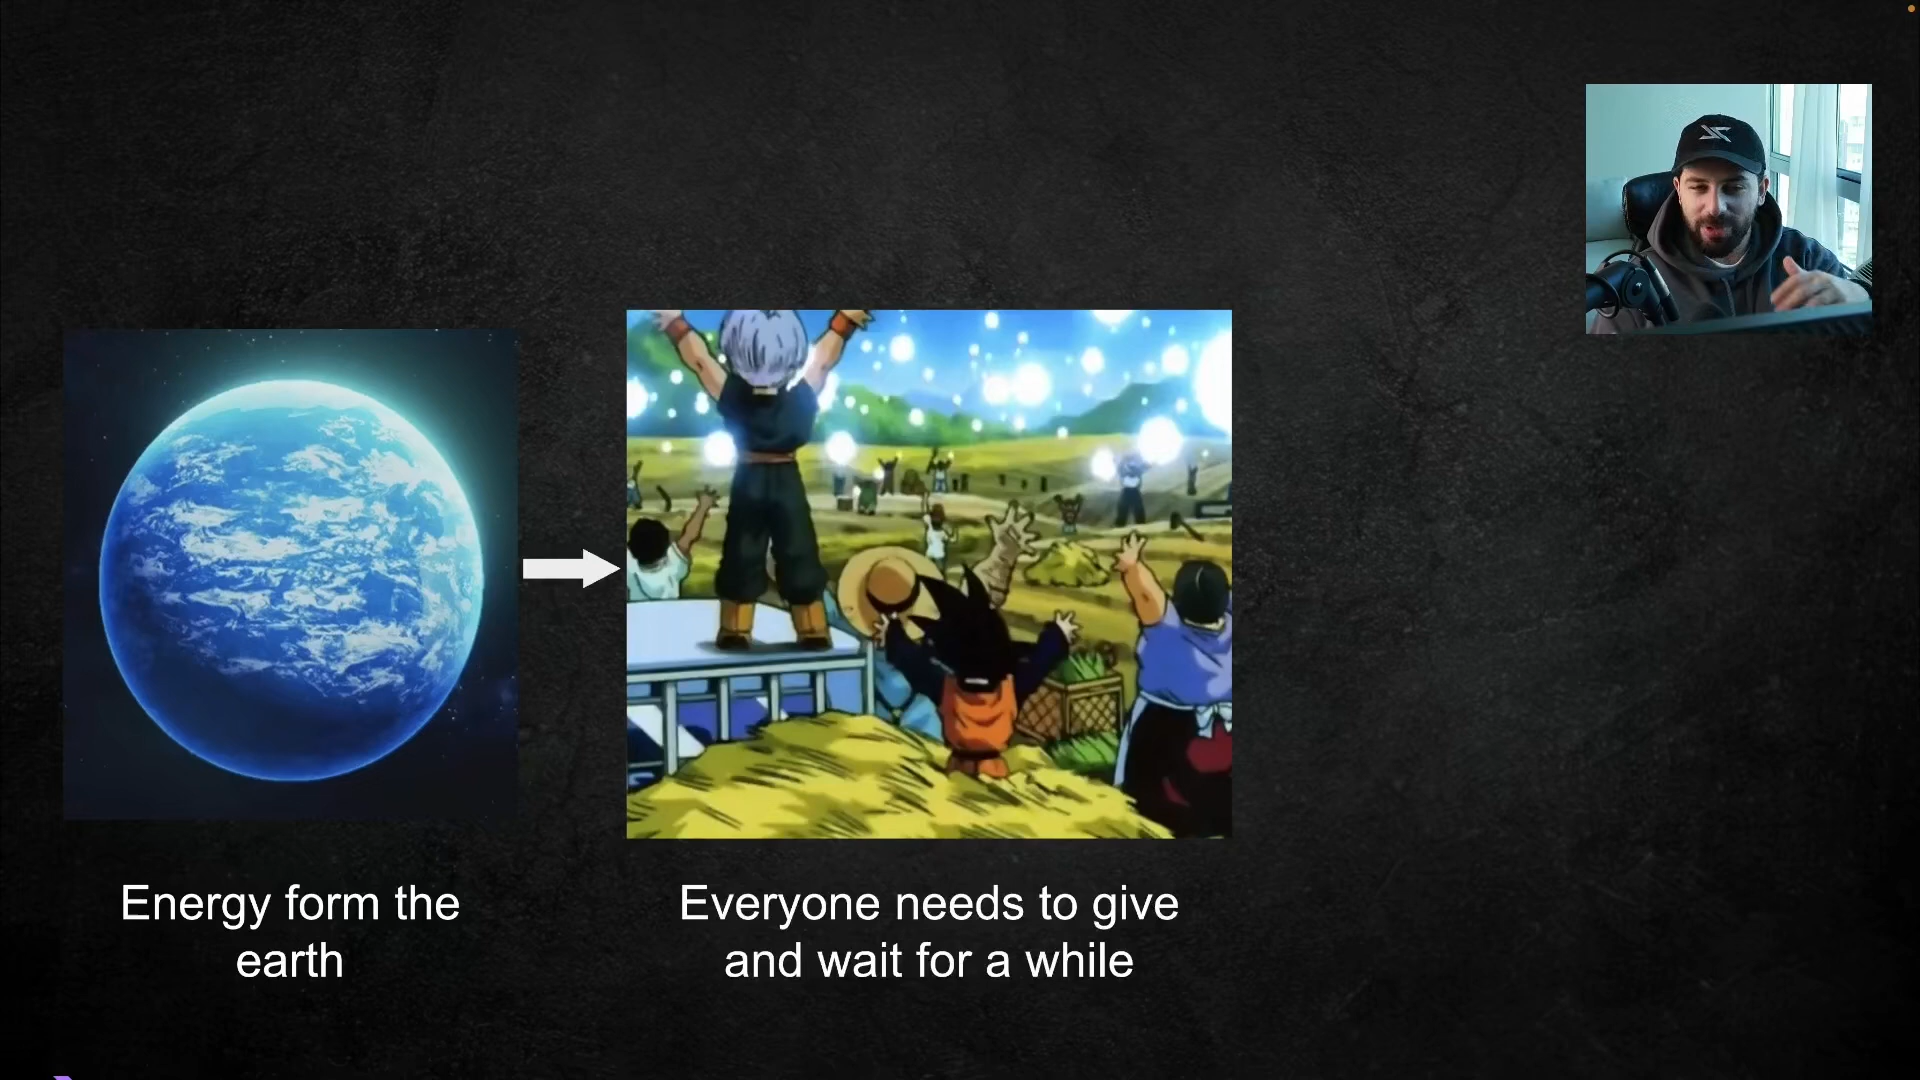 Energy form the
earth
Everyone needs to give
and wait for a while